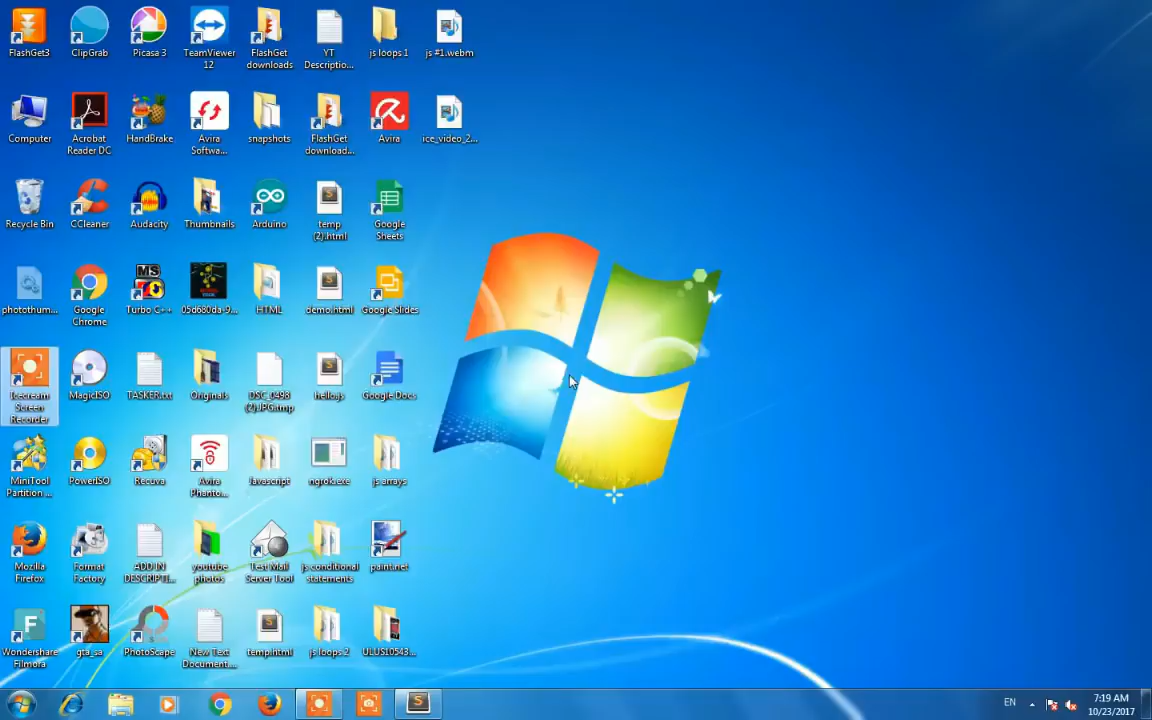 FlashGet3
ClipGrab
Picasa 3
TeamViewer
12
FlashGet
downloads
YT
Descriptio...
js loops 1
js #1.webm
Computer
Acrobat
Reader DC
HandBrake
Avira
Softwa...
snapshots
FlashGet
download...
Avira
ice_video_2...
Recycle Bin
CCleaner
Audacity
Thumbnails
Arduino
temp
(2).html
Google
Sheets
photothum...
Google
Chrome
MS
Turbo C++
05d680da-9...
HTML
demo.html
Google Slides
Icecream
Screen
Recorder
MagicISO
TASKER.txt
Originals
DSC_0498
(2).JPG.tmp
hello.js
Google Docs
MiniTool
Partition ...
PowerISO
Recuva
Avira
Phanto...
Javascript
ngrok.exe
js arrays
Mozilla
Firefox
Format
Factory
ADD IN
DESCRIPTI...
youtube
photos
Test Mail
Server Tool
js conditional
statements
paint.net
F
Wondershare
Filmora
gta_sa
PhotoScape
New Text
Document....
temp.html
js loops 2
ULUS10543...
EN
7:19 AM
10/23/2017